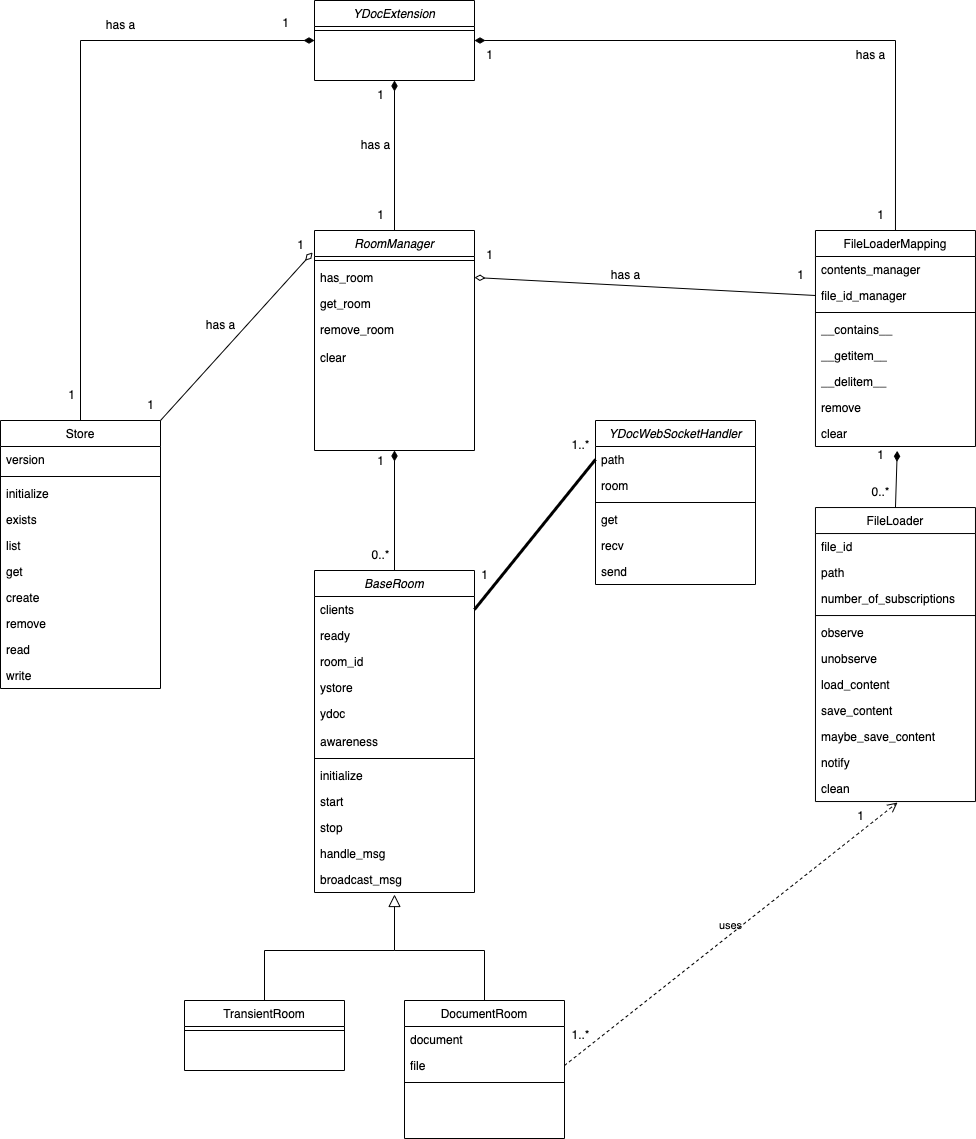 YDocExtension
has a
1
1
has a
1
has a
1
1
1
RoomManager
has_room
get_room
remove_room
clear
1
has a
1
1
has a
1
FileLoaderMapping
contents_manager
file_id_manager
__contains__
__getitem__
__delitem__
remove
clear
1
Store
version
initialize
exists
list
get
create
remove
read
write
1
0..*
1..*
YDocWebSocketHandler
path
room
get
recv
send
1
0..*
FileLoader
file_id
path
number_of_subscriptions
observe
unobserve
load_content
save_content
maybe_save_content
notify
clean
1
BaseRoom
clients
ready
room_id
ystore
ydoc
awareness
initialize
start
stop
handle_msg
broadcast_msg
1
uses
1..*
TransientRoom
DocumentRoom
document
file